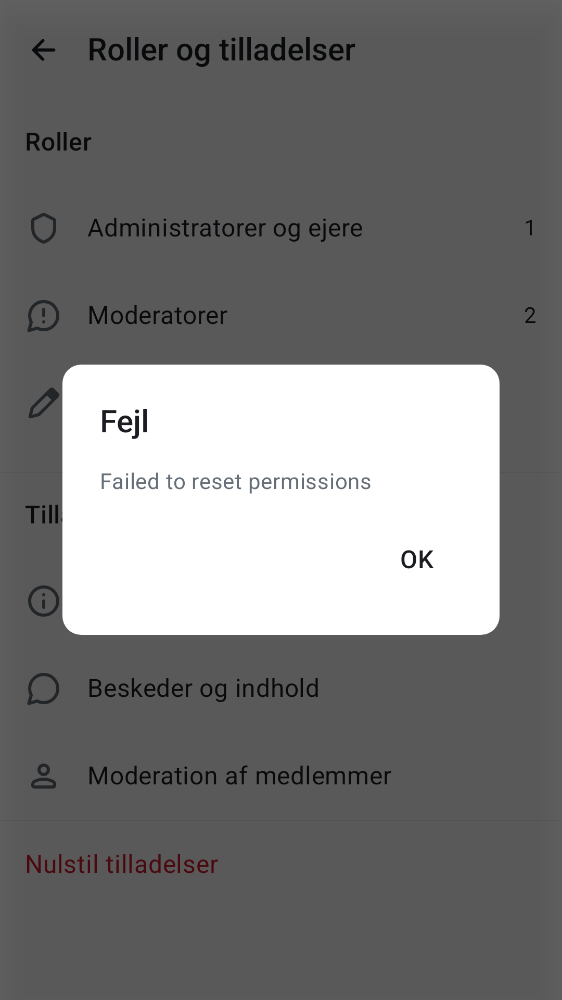 Roller og tilladelser
Roller
Administratorer og ejere
1
Moderatorer
2
Fejl
Failed to reset permissions
OK
Beskeder og indhold
Moderation af medlemmer
Nulstil tilladelser